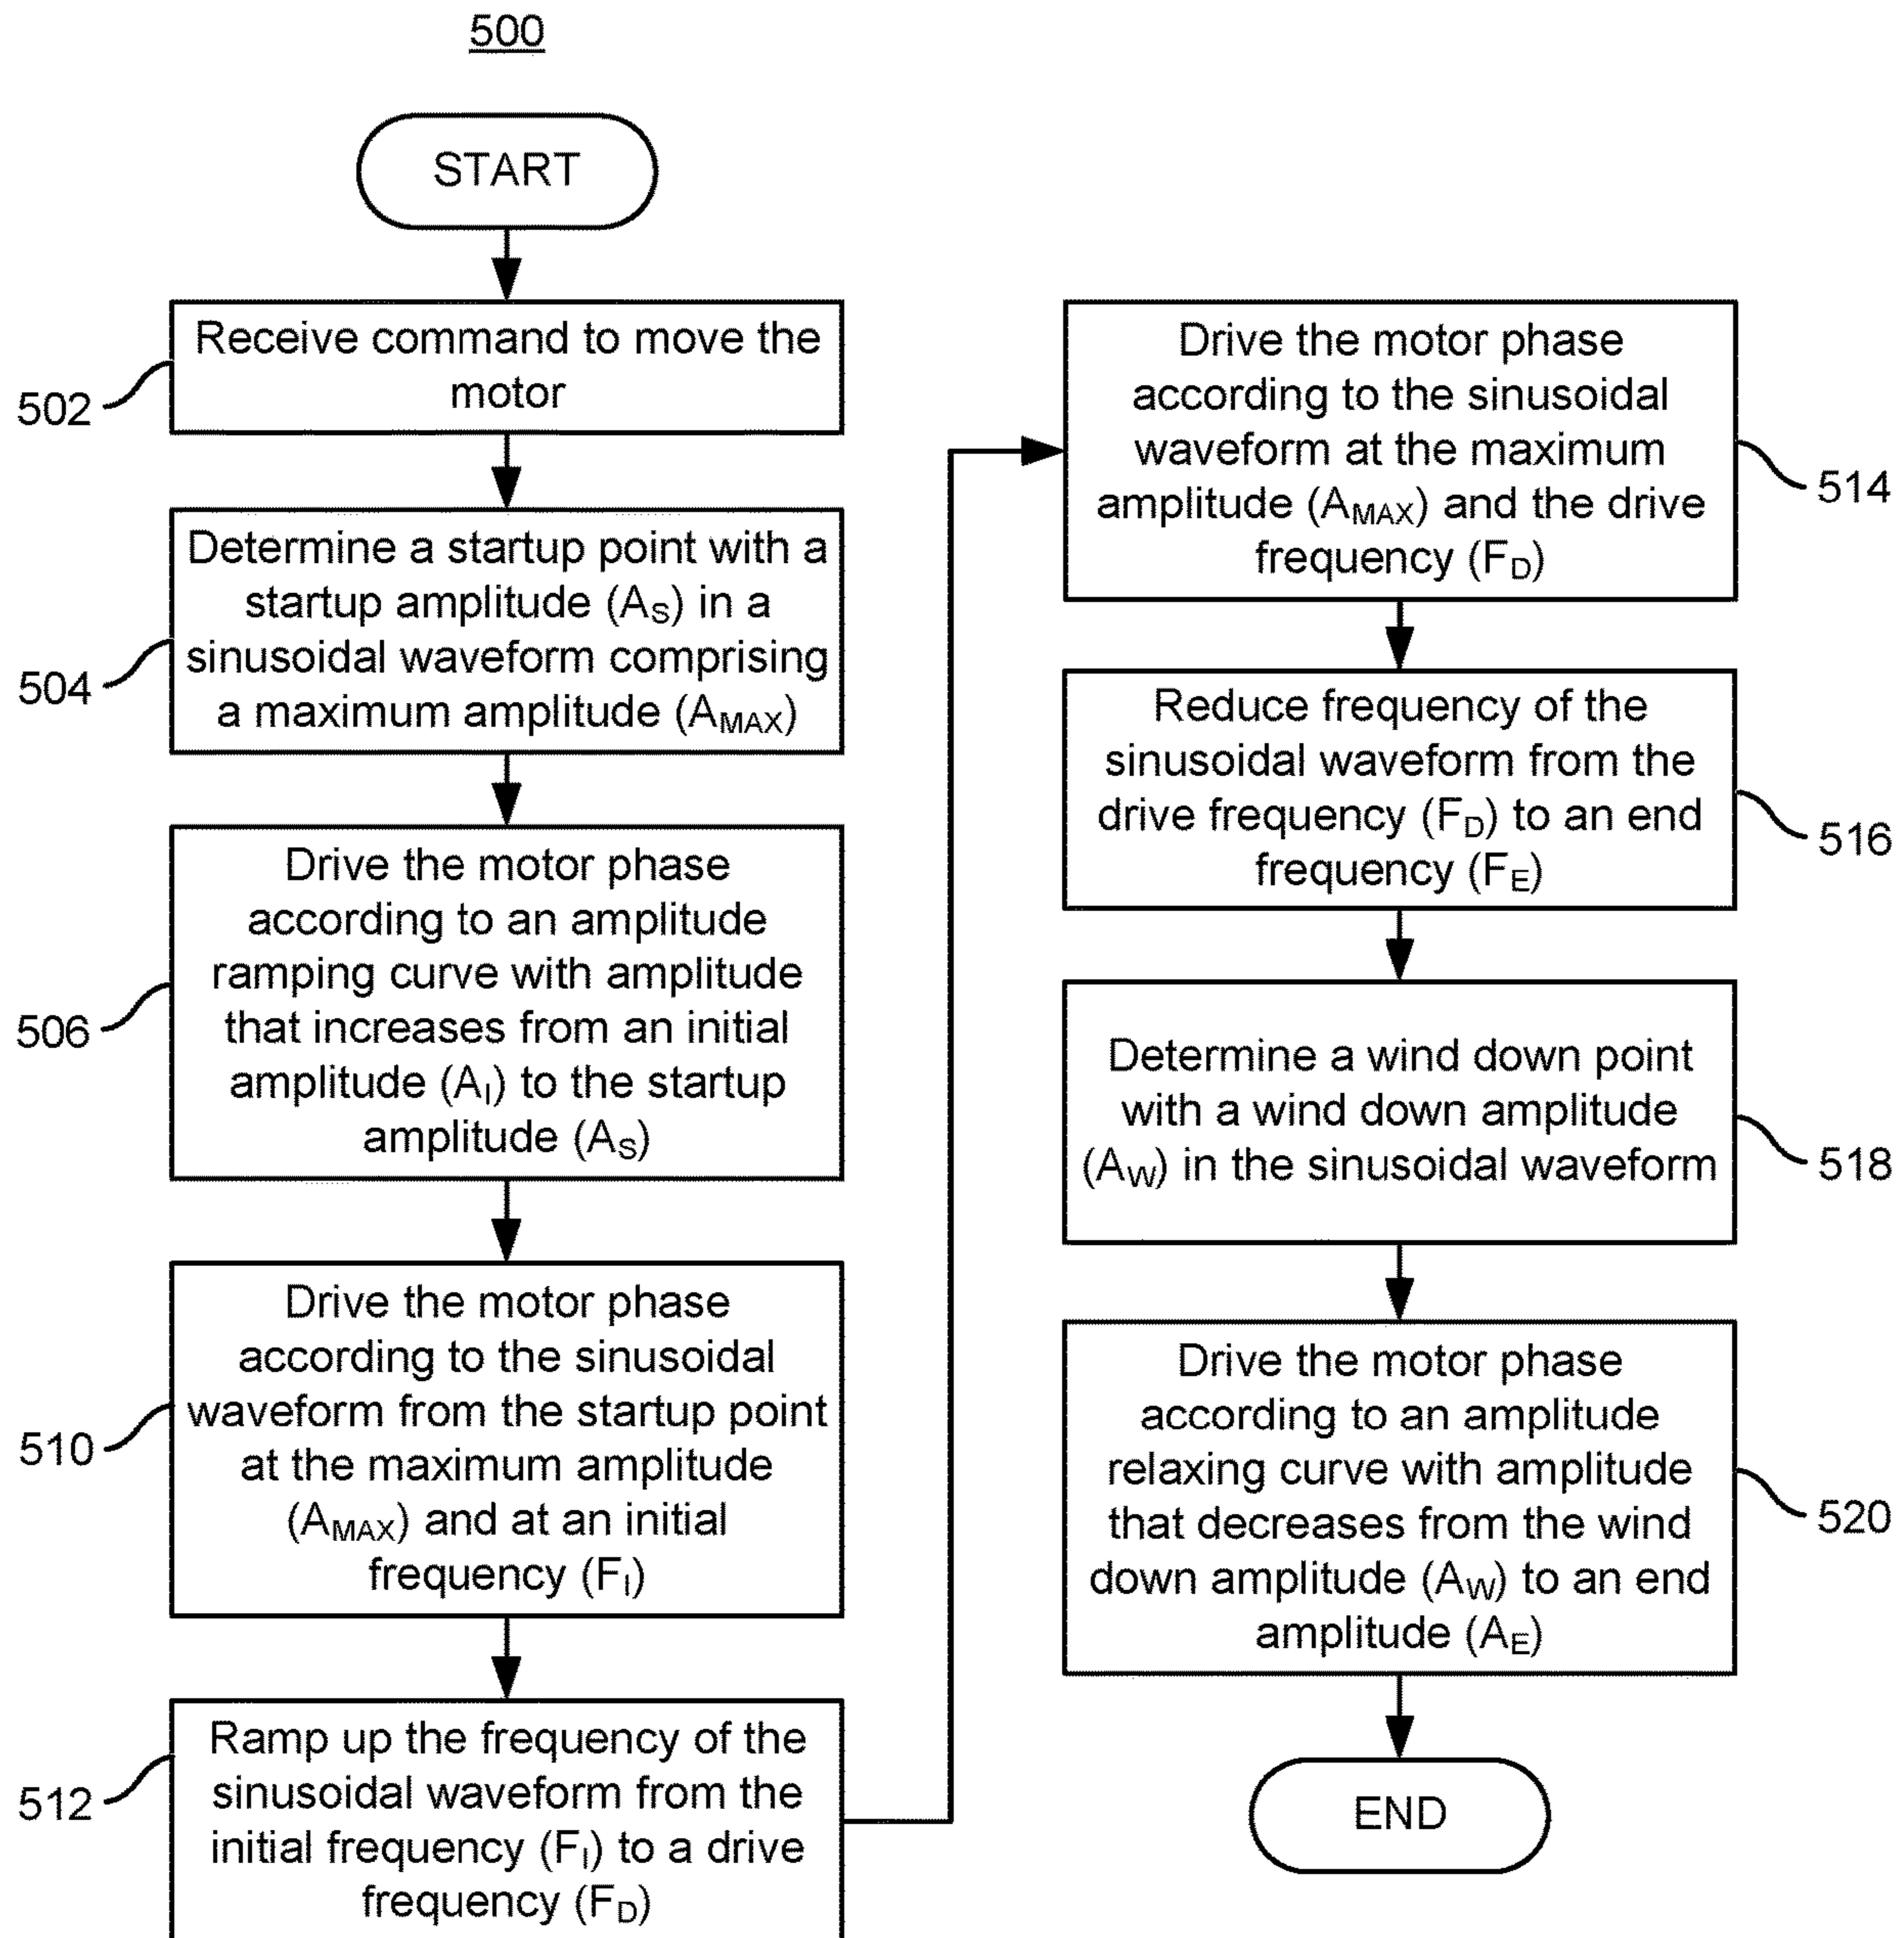 500
START
Receive command to move the
motor
502
Determine a startup point with a
startup amplitude (AS) in a
sinusoidal waveform comprising
a maximum amplitude (AMAX)
504
Drive the motor phase
according to an amplitude
ramping curve with amplitude
that increases from an initial
amplitude (AI) to the startup
amplitude (AS)
506
Drive the motor phase
according to the sinusoidal
waveform from the startup point
at the maximum amplitude
(AMAX) and at an initial
frequency (FI)
510
Ramp up the frequency of the
sinusoidal waveform from the
initial frequency (FI) to a drive
frequency (FD)
512
Drive the motor phase
according to the sinusoidal
waveform at the maximum
amplitude (AMAX) and the drive
frequency (FD)
514
Reduce frequency of the
sinusoidal waveform from the
drive frequency (FD) to an end
frequency (FE)
516
Determine a wind down point
with a wind down amplitude
(AW) in the sinusoidal waveform
518
Drive the motor phase
according to an amplitude
relaxing curve with amplitude
that decreases from the wind
down amplitude (AW) to an end
amplitude (AE)
520
END